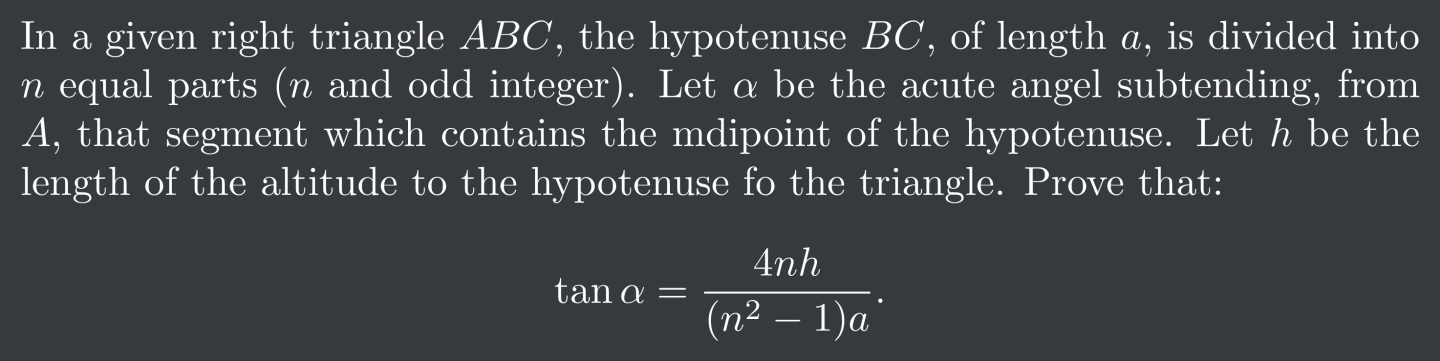 In a given right triangle ABC, the hypotenuse BC, of length a, is divided into
n equal parts (n and odd integer). Let α be the acute angel subtending, from
A, that segment which contains the mdipoint of the hypotenuse. Let h be the
length of the altitude to the hypotenuse fo the triangle. Prove that:
tan α = 4nh / (n² − 1)a.